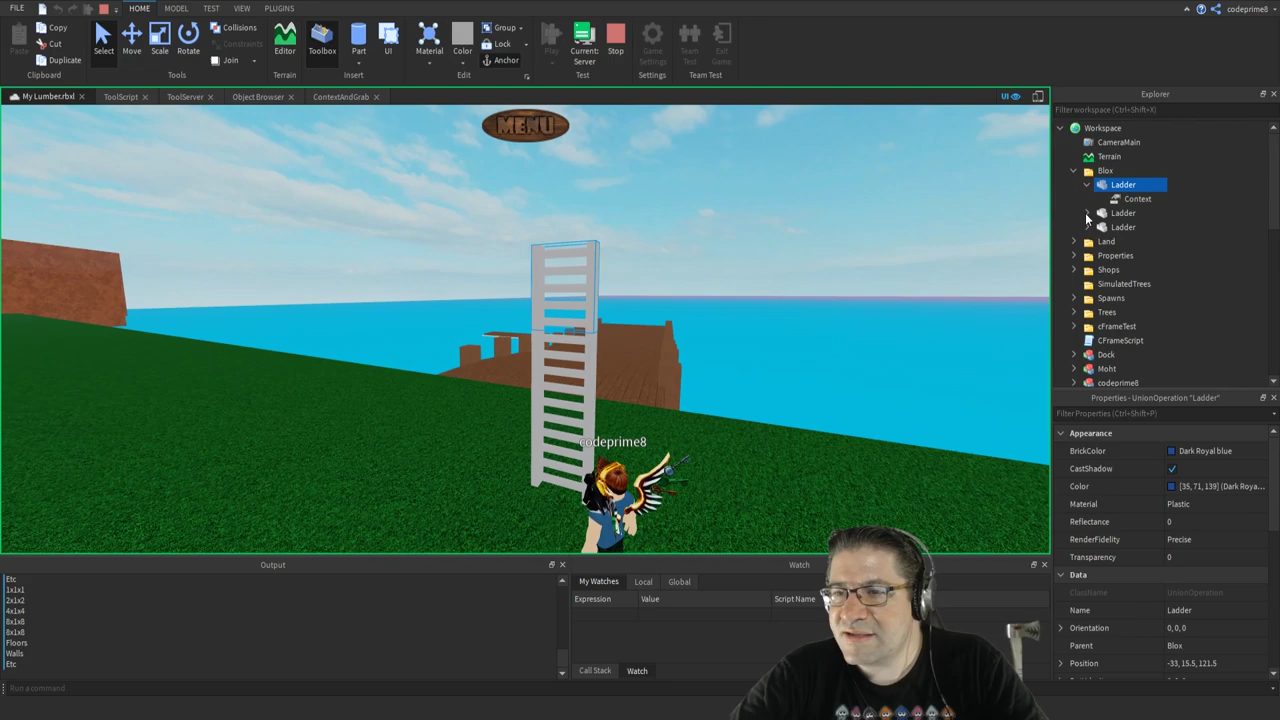 FILE HOME MODEL TEST VIEW PLUGINS codeprime8
Paste Copy Cut Duplicate Select Move Scale Rotate Collisions Constraints Join Editor Toolbox Part UI Material Color Group Lock Anchor Play Current: Server Stop Game Settings Team Test Exit Game
Clipboard Tools Terrain Insert Edit Test Settings Team Test
My Lumber.rbxl ToolScript ToolServer Object Browser ContextAndGrab UI
MENU
codeprime8
Explorer
Filter workspace (Ctrl+Shift+X)
Workspace
CameraMain
Terrain
Blox
Ladder
Context
Ladder
Ladder
Land
Properties
Shops
SimulatedTrees
Spawns
Trees
cFrameTest
CFrameScript
Dock
Moht
codeprime8
Properties - UnionOperation "Ladder"
Filter Properties (Ctrl+Shift+P)
Appearance
BrickColor Dark Royal blue
CastShadow
Color [35, 71, 139] (Dark Roya...
Material Plastic
Reflectance 0
RenderFidelity Precise
Transparency 0
Data
ClassName UnionOperation
Name Ladder
Orientation 0, 0, 0
Parent Blox
Position -33, 15.5, 121.5
Output
Etc
1x1x1
2x1x2
4x1x4
8x1x8
8x1x8
Floors
Walls
Etc
Watch
My Watches Local Global
Expression Value Script Name
Call Stack Watch
Run a command